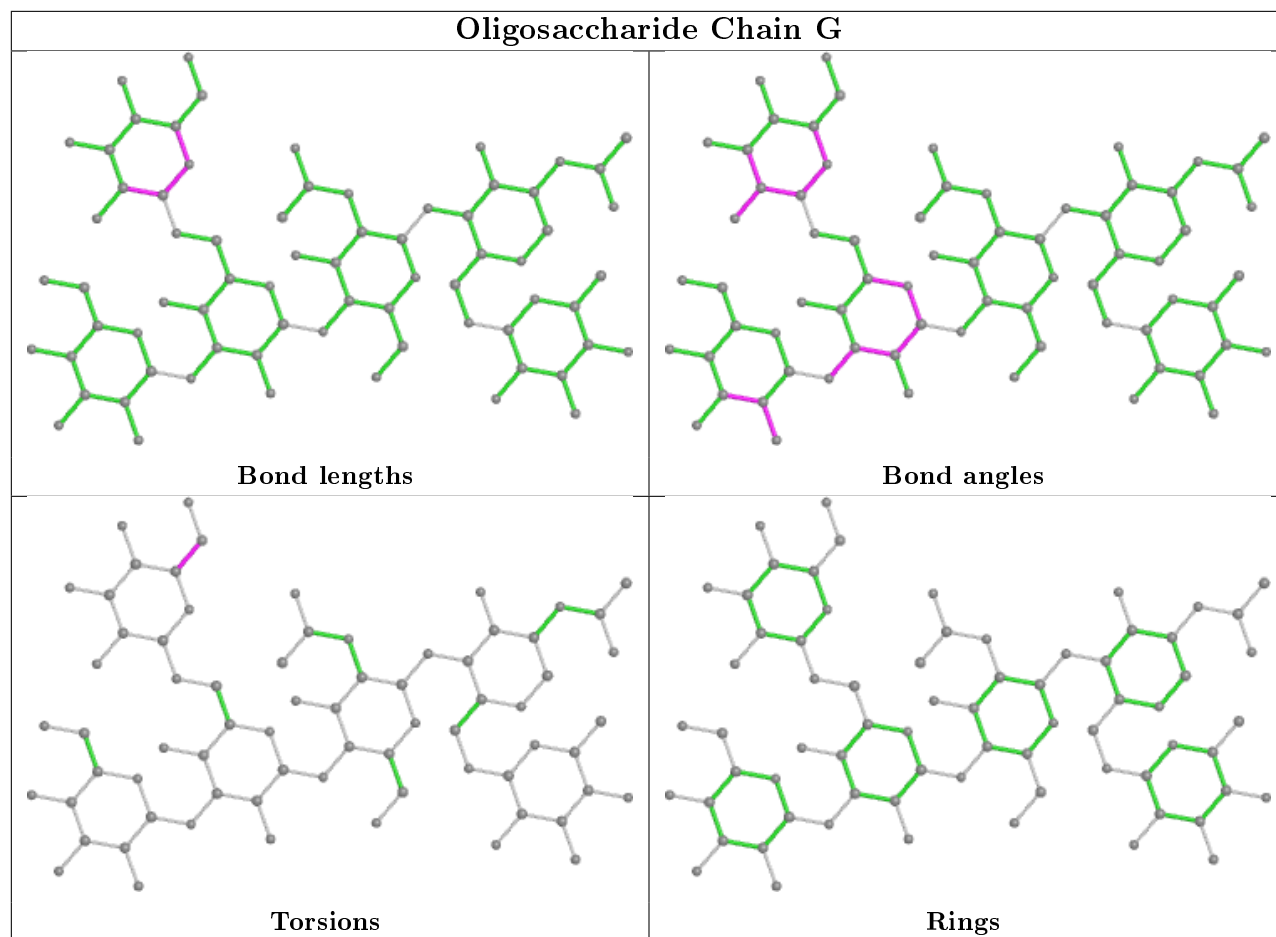 Oligosaccharide Chain G
Bond lengths
Bond angles
Torsions
Rings